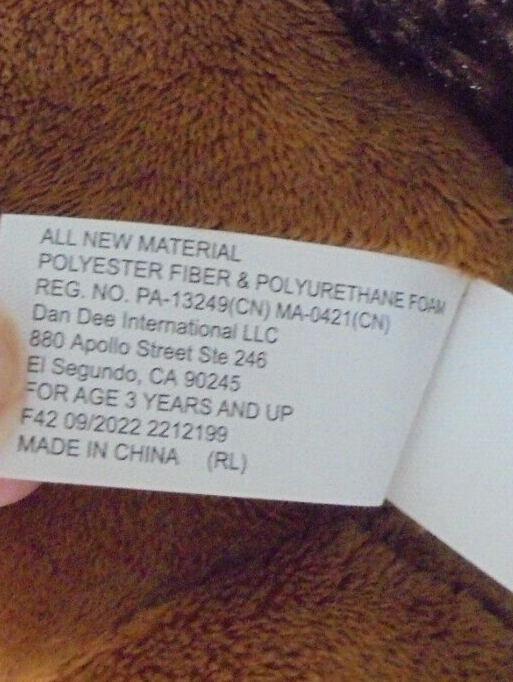 ALL NEW MATERIAL
POLYESTER FIBER & POLYURETHANE FOAM
REG. NO. PA-13249(CN) MA-0421(CN)
Dan Dee International LLC
880 Apollo Street Ste 246
El Segundo, CA 90245
FOR AGE 3 YEARS AND UP
F42 09/2022 2212199
MADE IN CHINA (RL)